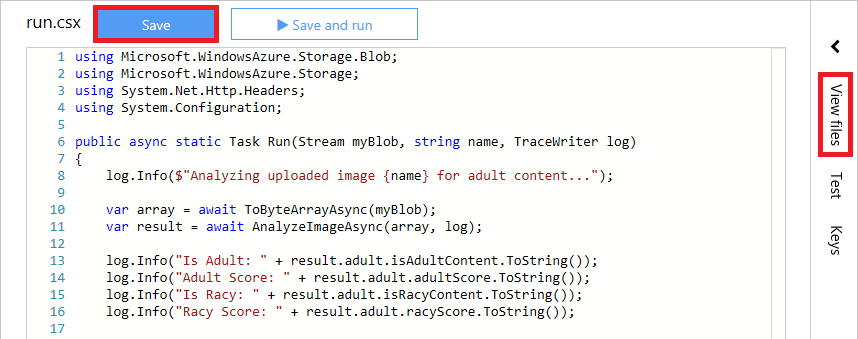 run.csx Save ▶ Save and run
1 using Microsoft.WindowsAzure.Storage.Blob;
2 using Microsoft.WindowsAzure.Storage;
3 using System.Net.Http.Headers;
4 using System.Configuration;
5
6 public async static Task Run(Stream myBlob, string name, TraceWriter log)
7 {
8     log.Info($"Analyzing uploaded image {name} for adult content...");
9
10     var array = await ToByteArrayAsync(myBlob);
11     var result = await AnalyzeImageAsync(array, log);
12
13     log.Info("Is Adult: " + result.adult.isAdultContent.ToString());
14     log.Info("Adult Score: " + result.adult.adultScore.ToString());
15     log.Info("Is Racy: " + result.adult.isRacyContent.ToString());
16     log.Info("Racy Score: " + result.adult.racyScore.ToString());
17
View files
Test
Keys